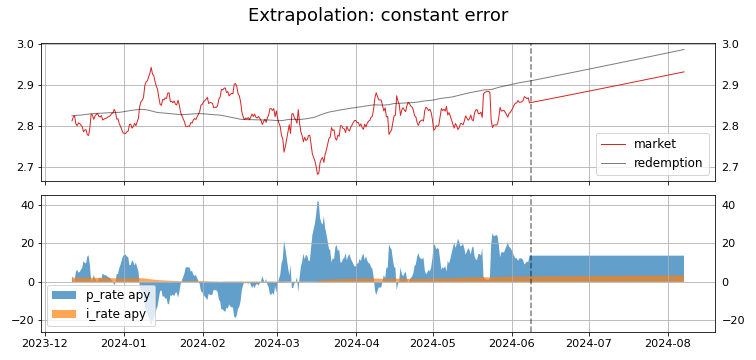 Extrapolation: constant error
3.0 3.0
2.9 2.9
2.8 2.8
2.7 2.7
market
redemption
40 40
20 20
0 0
−20 −20
p_rate apy
i_rate apy
2023-12 2024-01 2024-02 2024-03 2024-04 2024-05 2024-06 2024-07 2024-08